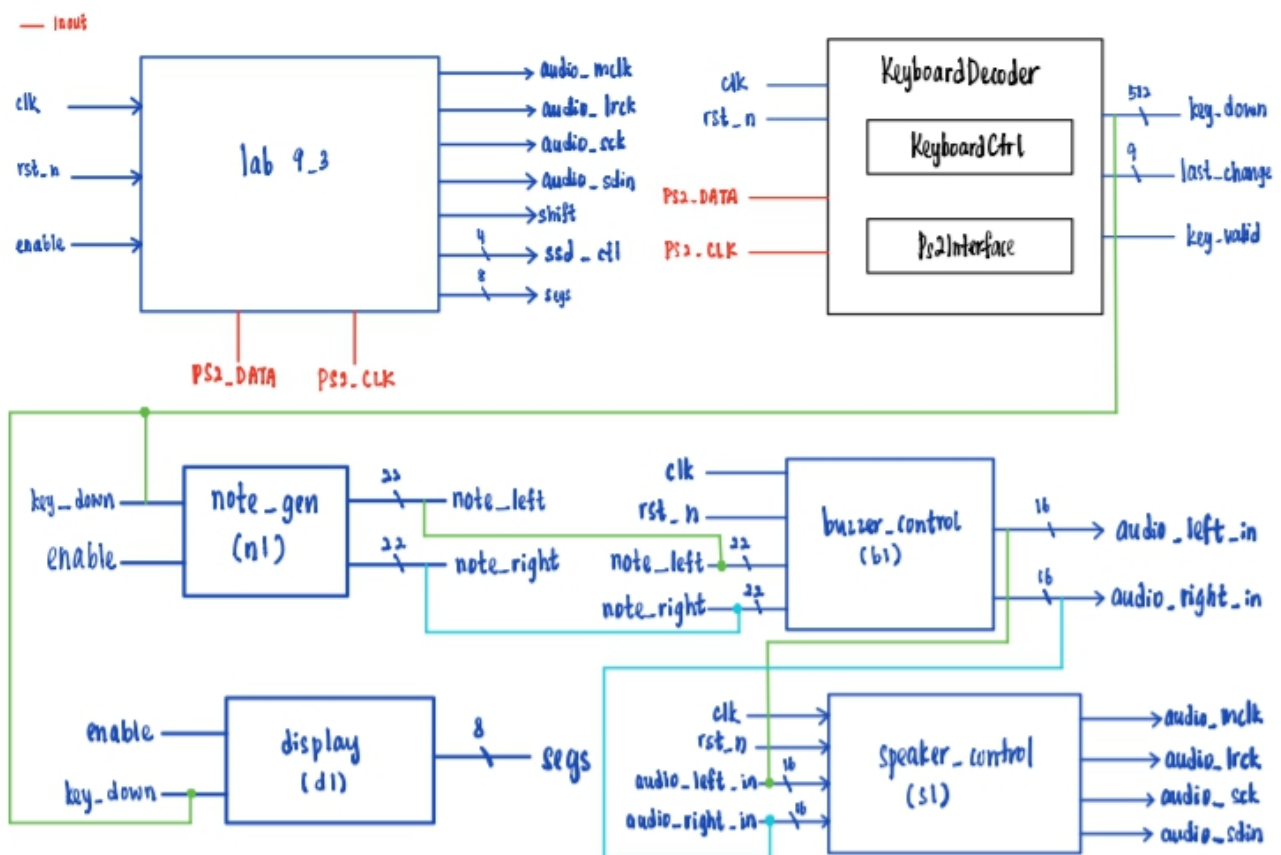 Inout
clk
rst_n
enable
lab 9_3
audio_mclk
audio_lrck
audio_sck
audio_sdin
shift
4
ssd_ctl
8
segs
PS2_DATA
PS2_CLK
clk
rst_n
PS2_DATA
PS2_CLK
KeyboardDecoder
KeyboardCtrl
Ps2Interface
512
key_down
9
last_change
key_valid
key_down
enable
note_gen
(n1)
22
note_left
22
note_right
clk
rst_n
note_left
22
note_right
22
buzzer_control
(b1)
16
audio_left_in
16
audio_right_in
enable
key_down
display
(d1)
8
segs
clk
rst_n
audio_left_in
16
audio_right_in
16
speaker_control
(s1)
audio_mclk
audio_lrck
audio_sck
audio_sdin